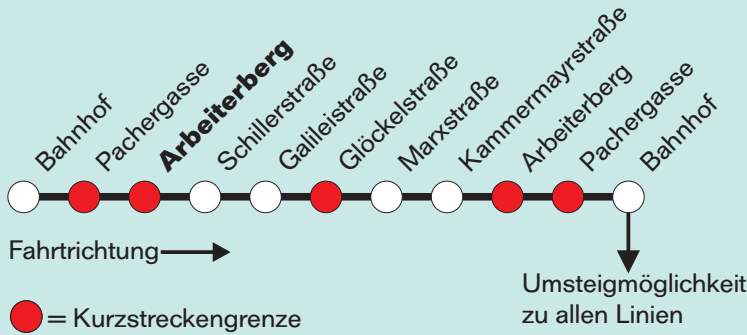 Bahnhof
Pachergasse
Arbeiterberg
Schillerstraße
Galileistraße
Glöckelstraße
Marxstraße
Kammermayrstraße
Arbeiterberg
Pachergasse
Bahnhof
Fahrtrichtung
Umsteigmöglichkeit
zu allen Linien
= Kurzstreckengrenze